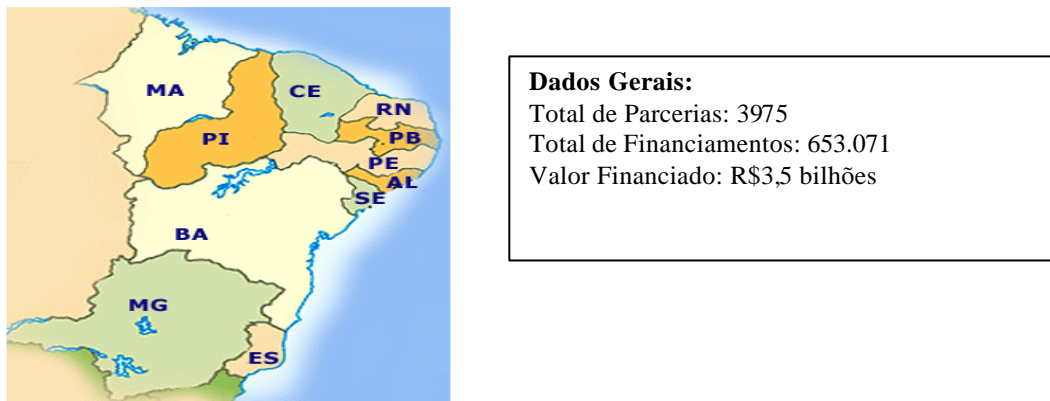 MA
CE
RN
PI
PB
PE
AL
SE
BA
MG
ES
Dados Gerais:
Total de Parcerias: 3975
Total de Financiamentos: 653.071
Valor Financiado: R$3,5 bilhões